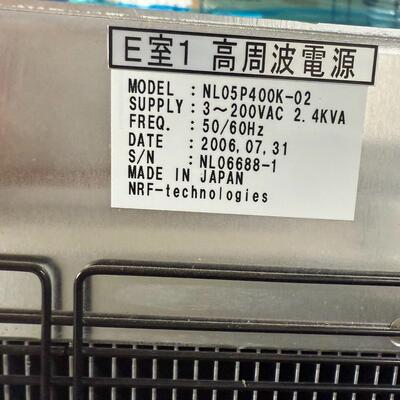 E室1 高周波電源
MODEL : NL05P400K-02
SUPPLY : 3～200VAC 2.4KVA
FREQ. : 50/60Hz
DATE : 2006,07,31
S/N : NL06688-1
MADE IN JAPAN
NRF-technologies